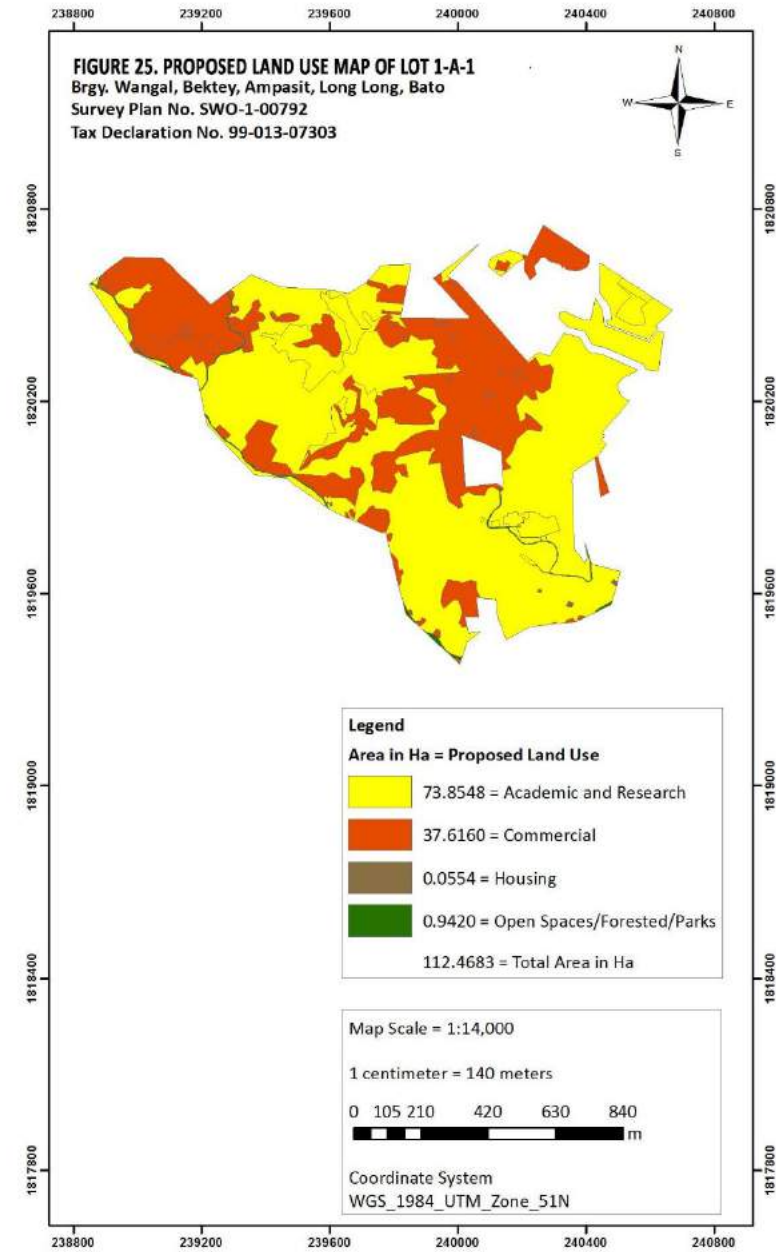 238800 239200 239600 240000 240400 240800
FIGURE 25. PROPOSED LAND USE MAP OF LOT 1-A-1
Brgy. Wangal, Bektey, Ampasit, Long Long, Bato
Survey Plan No. SWO-1-00792
Tax Declaration No. 99-013-07303
N
W E
S
1820800 1820800
1820200 1820200
1819600 1819600
1819000 1819000
1818400 1818400
1817800 1817800
Legend
Area in Ha = Proposed Land Use
73.8548 = Academic and Research
37.6160 = Commercial
0.0554 = Housing
0.9420 = Open Spaces/Forested/Parks
112.4683 = Total Area in Ha
Map Scale = 1:14,000
1 centimeter = 140 meters
0 105 210 420 630 840
m
Coordinate System
WGS_1984_UTM_Zone_51N
238800 239200 239600 240000 240400 240800